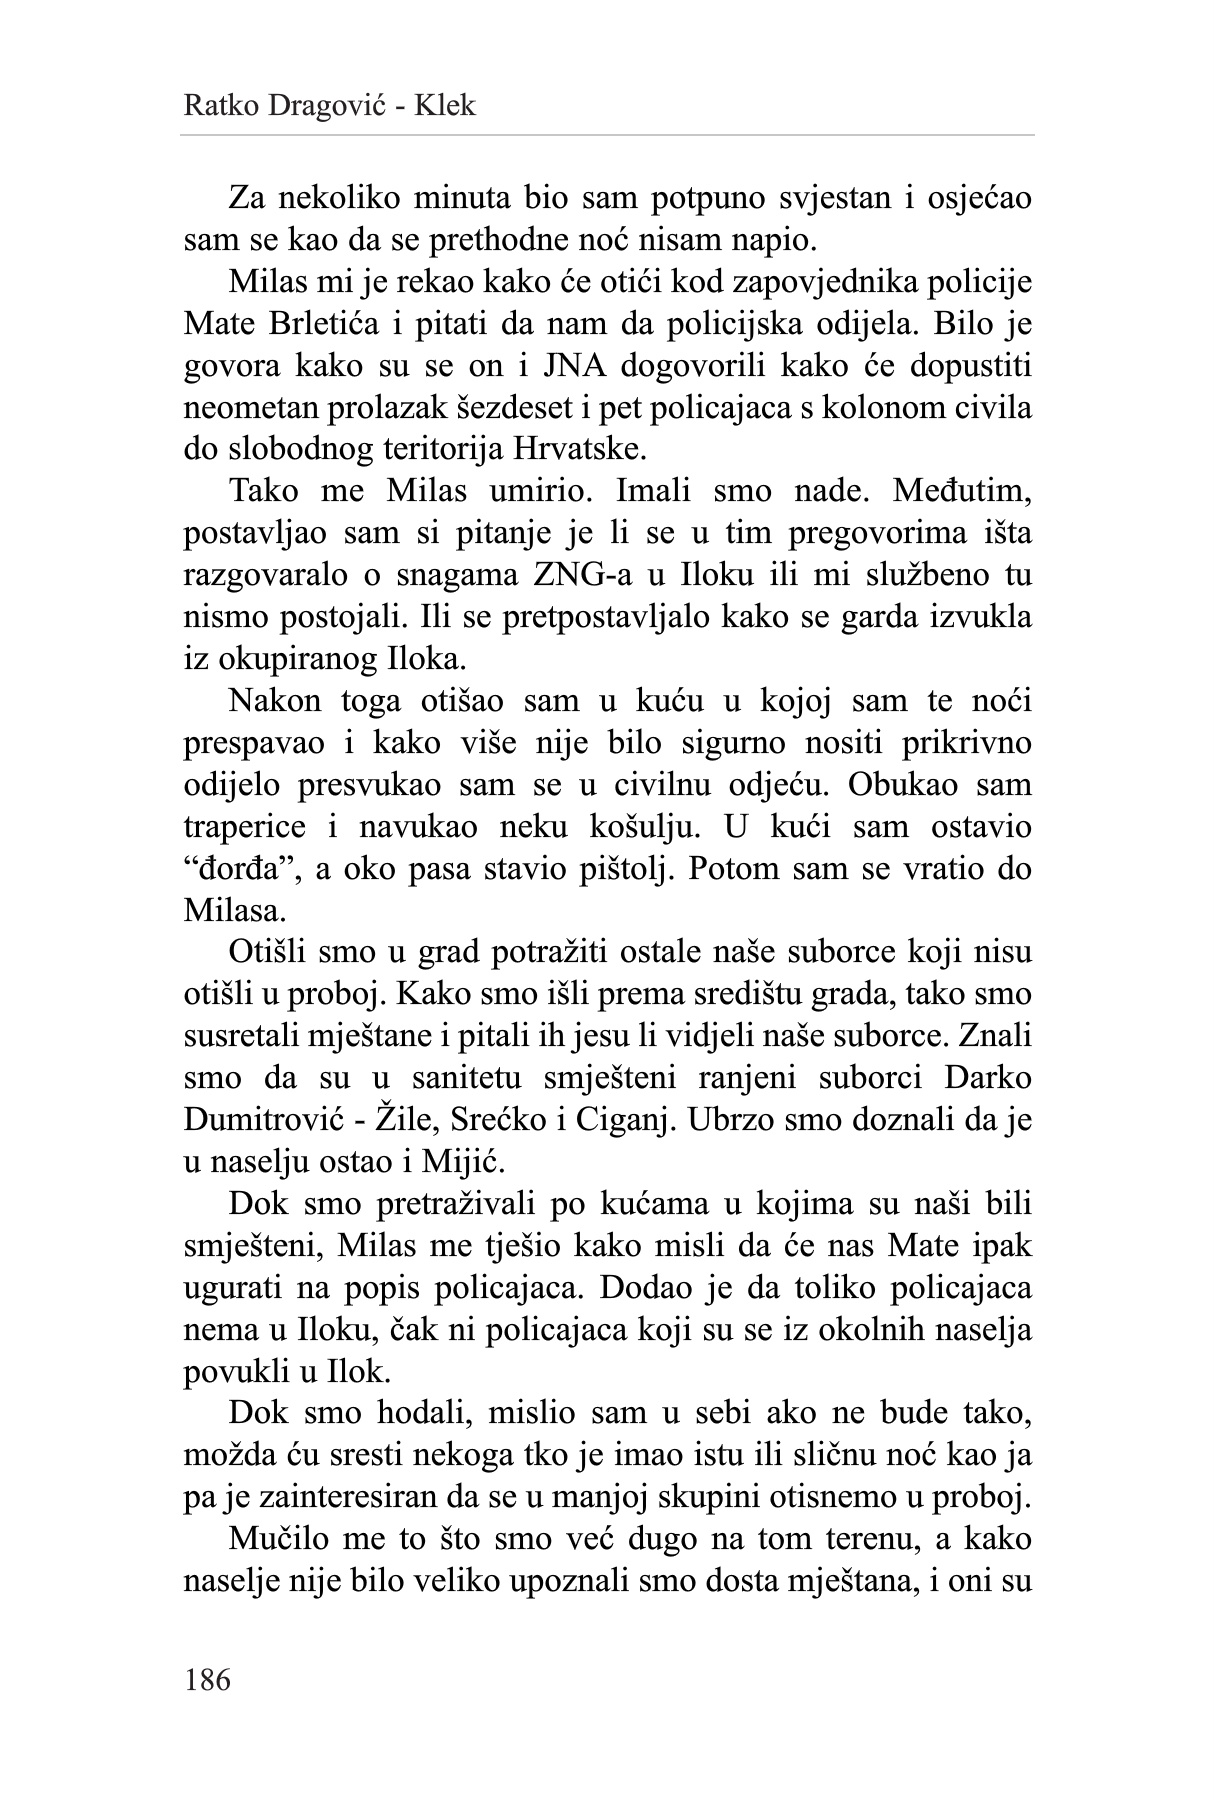 Ratko Dragović - Klek
Za nekoliko minuta bio sam potpuno svjestan i osjećao
sam se kao da se prethodne noć nisam napio.
Milas mi je rekao kako će otići kod zapovjednika policije
Mate Brletića i pitati da nam da policijska odijela. Bilo je
govora kako su se on i JNA dogovorili kako će dopustiti
neometan prolazak šezdeset i pet policajaca s kolonom civila
do slobodnog teritorija Hrvatske.
Tako me Milas umirio. Imali smo nade. Međutim,
postavljao sam si pitanje je li se u tim pregovorima išta
razgovaralo o snagama ZNG-a u Iloku ili mi službeno tu
nismo postojali. Ili se pretpostavljalo kako se garda izvukla
iz okupiranog Iloka.
Nakon toga otišao sam u kuću u kojoj sam te noći
prespavao i kako više nije bilo sigurno nositi prikrivno
odijelo presvukao sam se u civilnu odjeću. Obukao sam
traperice i navukao neku košulju. U kući sam ostavio
“đorđa”, a oko pasa stavio pištolj. Potom sam se vratio do
Milasa.
Otišli smo u grad potražiti ostale naše suborce koji nisu
otišli u proboj. Kako smo išli prema središtu grada, tako smo
susretali mještane i pitali ih jesu li vidjeli naše suborce. Znali
smo da su u sanitetu smješteni ranjeni suborci Darko
Dumitrović - Žile, Srećko i Ciganj. Ubrzo smo doznali da je
u naselju ostao i Mijić.
Dok smo pretraživali po kućama u kojima su naši bili
smješteni, Milas me tješio kako misli da će nas Mate ipak
ugurati na popis policajaca. Dodao je da toliko policajaca
nema u Iloku, čak ni policajaca koji su se iz okolnih naselja
povukli u Ilok.
Dok smo hodali, mislio sam u sebi ako ne bude tako,
možda ću sresti nekoga tko je imao istu ili sličnu noć kao ja
pa je zainteresiran da se u manjoj skupini otisnemo u proboj.
Mučilo me to što smo već dugo na tom terenu, a kako
naselje nije bilo veliko upoznali smo dosta mještana, i oni su
186